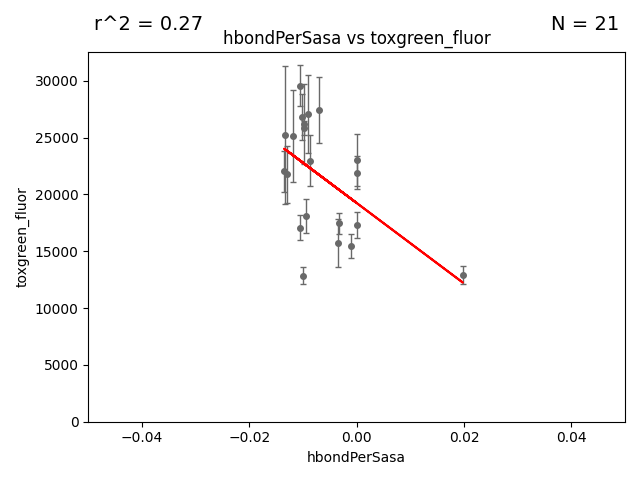 r^2 = 0.27
N = 21
hbondPerSasa vs toxgreen_fluor
30000
25000
20000
15000
10000
5000
0
toxgreen_fluor
−0.04
−0.02
0.00
0.02
0.04
hbondPerSasa